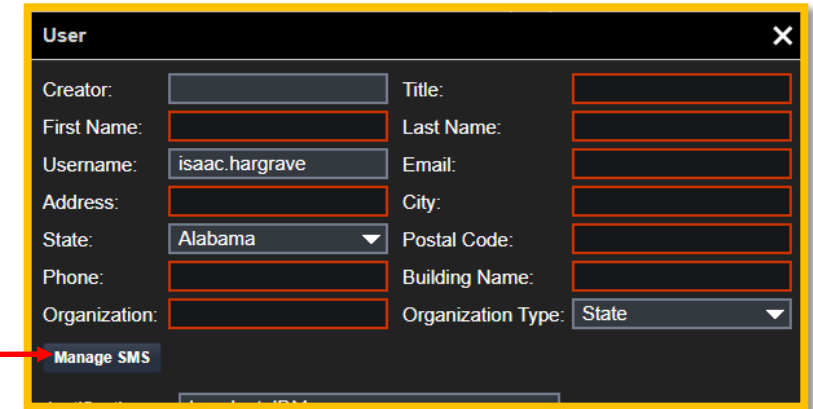 User
Creator: Title:
First Name: Last Name:
Username: isaac.hargrave Email:
Address: City:
State: Alabama Postal Code:
Phone: Building Name:
Organization: Organization Type: State
Manage SMS